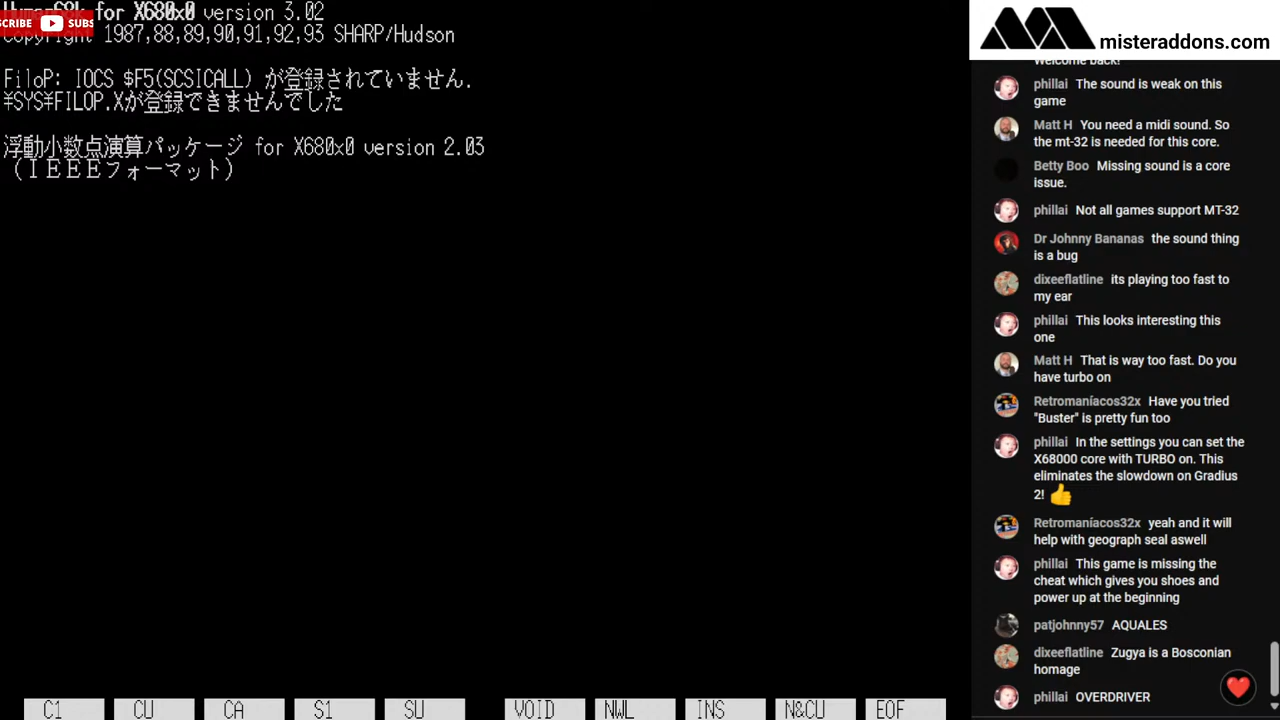 Human68k for X680x0 version 3.02
SCRIBE SUBS
Copyright 1987,88,89,90,91,92,93 SHARP/Hudson
FiloP: IOCS $F5(SCSICALL) が登録されていません.
¥SYS¥FILOP.Xが登録できませんでした
浮動小数点演算パッケージ for X680x0 version 2.03
（ＩＥＥＥフォーマット）
C1 CU CA S1 SU VOID NWL INS N&CU EOF
misteraddons.com
Welcome back!
phillai The sound is weak on this
game
Matt H You need a midi sound. So
the mt-32 is needed for this core.
Betty Boo Missing sound is a core
issue.
phillai Not all games support MT-32
Dr Johnny Bananas the sound thing
is a bug
dixeeflatline its playing too fast to
my ear
phillai This looks interesting this
one
Matt H That is way too fast. Do you
have turbo on
Retromaníacos32x Have you tried
"Buster" is pretty fun too
phillai In the settings you can set the
X68000 core with TURBO on. This
eliminates the slowdown on Gradius
2! 👍
Retromaníacos32x yeah and it will
help with geograph seal aswell
phillai This game is missing the
cheat which gives you shoes and
power up at the beginning
patjohnny57 AQUALES
dixeeflatline Zugya is a Bosconian
homage
phillai OVERDRIVER